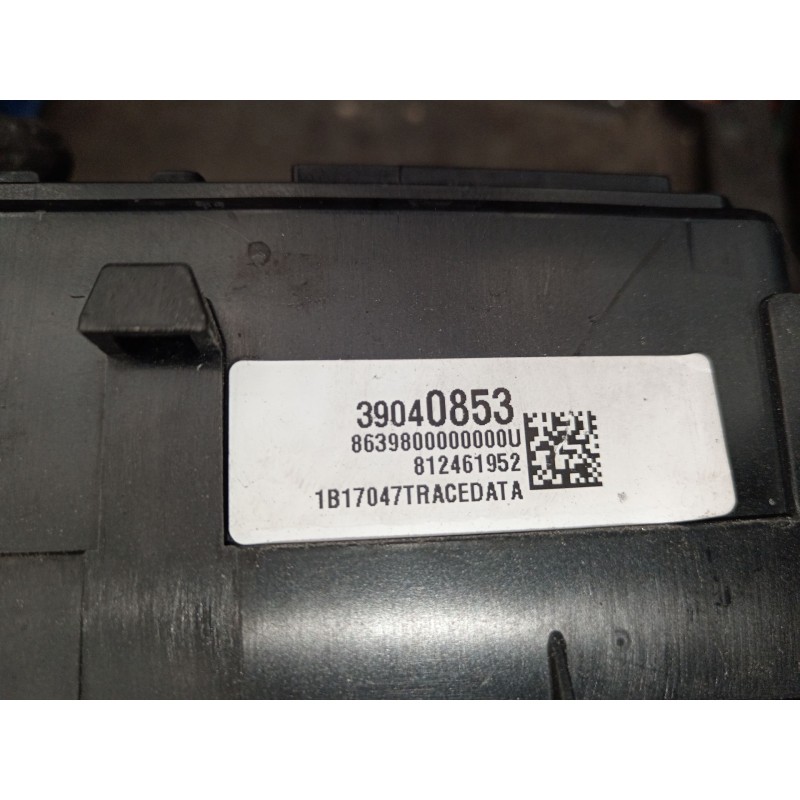 39040853
8639800000000U
812461952
1B17047TRACEDATA